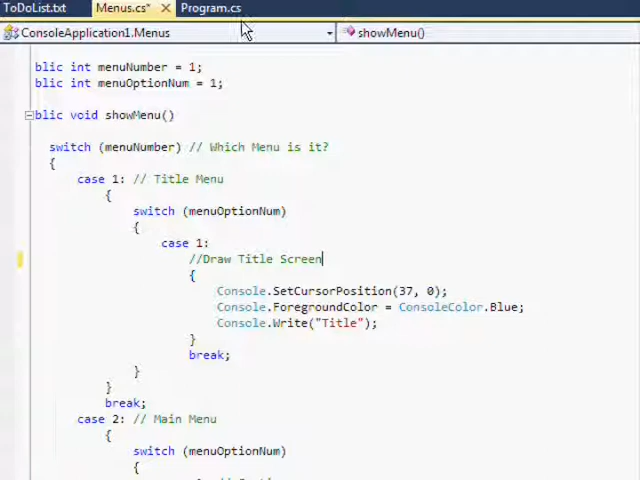 ToDoList.txt Menus.cs* Program.cs
ConsoleApplication1.Menus showMenu()
blic int menuNumber = 1;
blic int menuOptionNum = 1;
blic void showMenu()
switch (menuNumber) // Which Menu is it?
{
case 1: // Title Menu
{
switch (menuOptionNum)
{
case 1:
//Draw Title Screen
{
Console.SetCursorPosition(37, 0);
Console.ForegroundColor = ConsoleColor.Blue;
Console.Write("Title");
}
break;
}
}
break;
case 2: // Main Menu
{
switch (menuOptionNum)
{